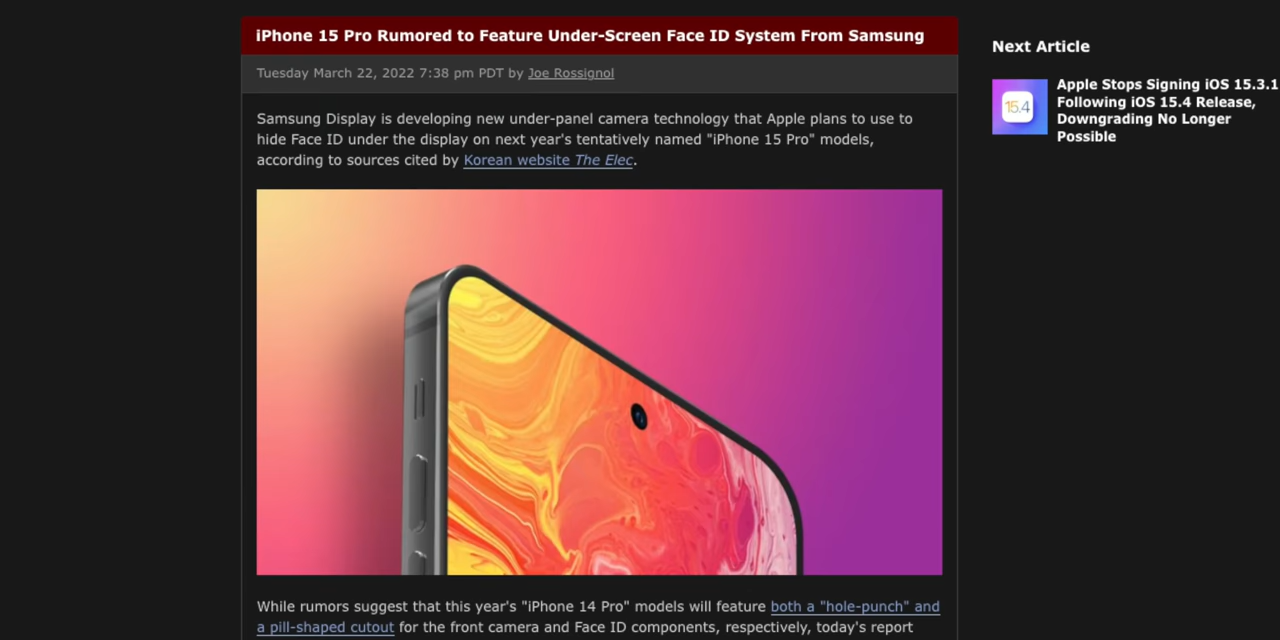 iPhone 15 Pro Rumored to Feature Under-Screen Face ID System From Samsung
Tuesday March 22, 2022 7:38 pm PDT by Joe Rossignol
Samsung Display is developing new under-panel camera technology that Apple plans to use to
hide Face ID under the display on next year's tentatively named "iPhone 15 Pro" models,
according to sources cited by Korean website The Elec.
While rumors suggest that this year's "iPhone 14 Pro" models will feature both a "hole-punch" and
a pill-shaped cutout for the front camera and Face ID components, respectively, today's report
Next Article
15.4
Apple Stops Signing iOS 15.3.1
Following iOS 15.4 Release,
Downgrading No Longer
Possible